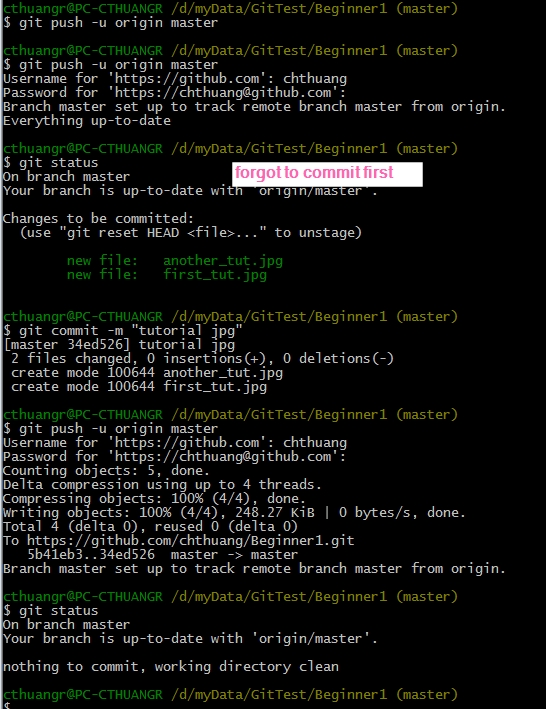 cthuangr@PC-CTHUANGR /d/myData/GitTest/Beginner1 (master)
$ git push -u origin master
cthuangr@PC-CTHUANGR /d/myData/GitTest/Beginner1 (master)
$ git push -u origin master
Username for 'https://github.com': chthuang
Password for 'https://chthuang@github.com':
Branch master set up to track remote branch master from origin.
Everything up-to-date
cthuangr@PC-CTHUANGR /d/myData/GitTest/Beginner1 (master)
$ git status
On branch master
forgot to commit first
Your branch is up-to-date with 'origin/master'.
Changes to be committed:
(use "git reset HEAD <file>..." to unstage)
new file: another_tut.jpg
new file: first_tut.jpg
cthuangr@PC-CTHUANGR /d/myData/GitTest/Beginner1 (master)
$ git commit -m "tutorial jpg"
[master 34ed526] tutorial jpg
2 files changed, 0 insertions(+), 0 deletions(-)
create mode 100644 another_tut.jpg
create mode 100644 first_tut.jpg
cthuangr@PC-CTHUANGR /d/myData/GitTest/Beginner1 (master)
$ git push -u origin master
Username for 'https://github.com': chthuang
Password for 'https://chthuang@github.com':
Counting objects: 5, done.
Delta compression using up to 4 threads.
Compressing objects: 100% (4/4), done.
Writing objects: 100% (4/4), 248.27 KiB | 0 bytes/s, done.
Total 4 (delta 0), reused 0 (delta 0)
To https://github.com/chthuang/Beginner1.git
5b41eb3..34ed526 master -> master
Branch master set up to track remote branch master from origin.
cthuangr@PC-CTHUANGR /d/myData/GitTest/Beginner1 (master)
$ git status
On branch master
Your branch is up-to-date with 'origin/master'.
nothing to commit, working directory clean
cthuangr@PC-CTHUANGR /d/myData/GitTest/Beginner1 (master)
$